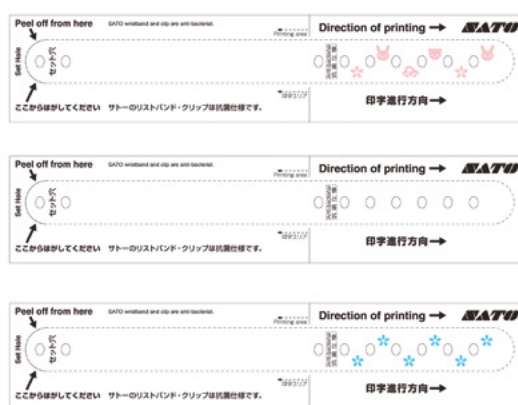 Peel off from here SATO wristband and clip are anti-bacterial. Printing area Direction of printing SATO
Set Hole セット穴 Anti-bacterial 抗菌仕様
ここからはがしてください サトーのリストバンド・クリップは抗菌仕様です。 印字エリア 印字進行方向
Peel off from here SATO wristband and clip are anti-bacterial. Printing area Direction of printing SATO
Set Hole セット穴 Anti-bacterial 抗菌仕様
ここからはがしてください サトーのリストバンド・クリップは抗菌仕様です。 印字エリア 印字進行方向
Peel off from here SATO wristband and clip are anti-bacterial. Printing area Direction of printing SATO
Set Hole セット穴 Anti-bacterial 抗菌仕様
ここからはがしてください サトーのリストバンド・クリップは抗菌仕様です。 印字エリア 印字進行方向